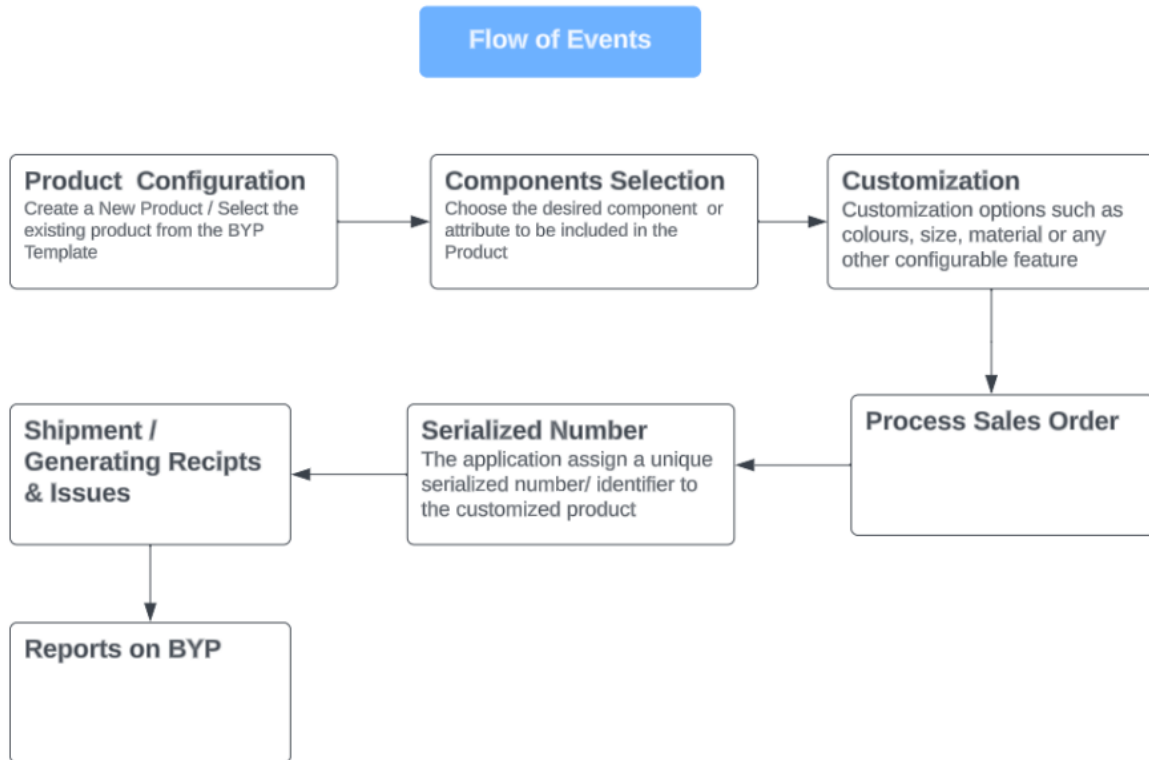 Flow of Events
Product Configuration
Create a New Product / Select the
existing product from the BYP
Template
Components Selection
Choose the desired component or
attribute to be included in the
Product
Customization
Customization options such as
colours, size, material or any
other configurable feature
Process Sales Order
Serialized Number
The application assign a unique
serialized number/ identifier to
the customized product
Shipment /
Generating Recipts
& Issues
Reports on BYP